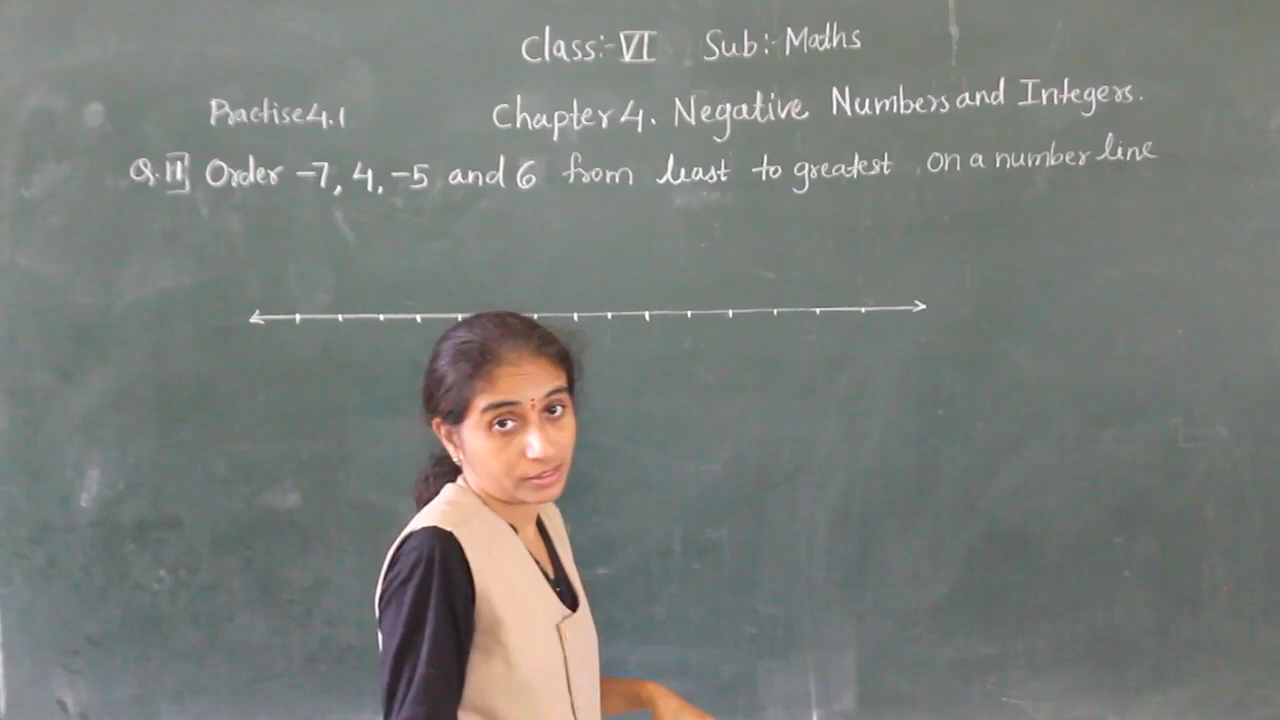 Class:- VI Sub:- Maths
Practise 4.1 Chapter 4. Negative Numbers and Integers.
Q.11] Order -7, 4, -5 and 6 from least to greatest on a number line